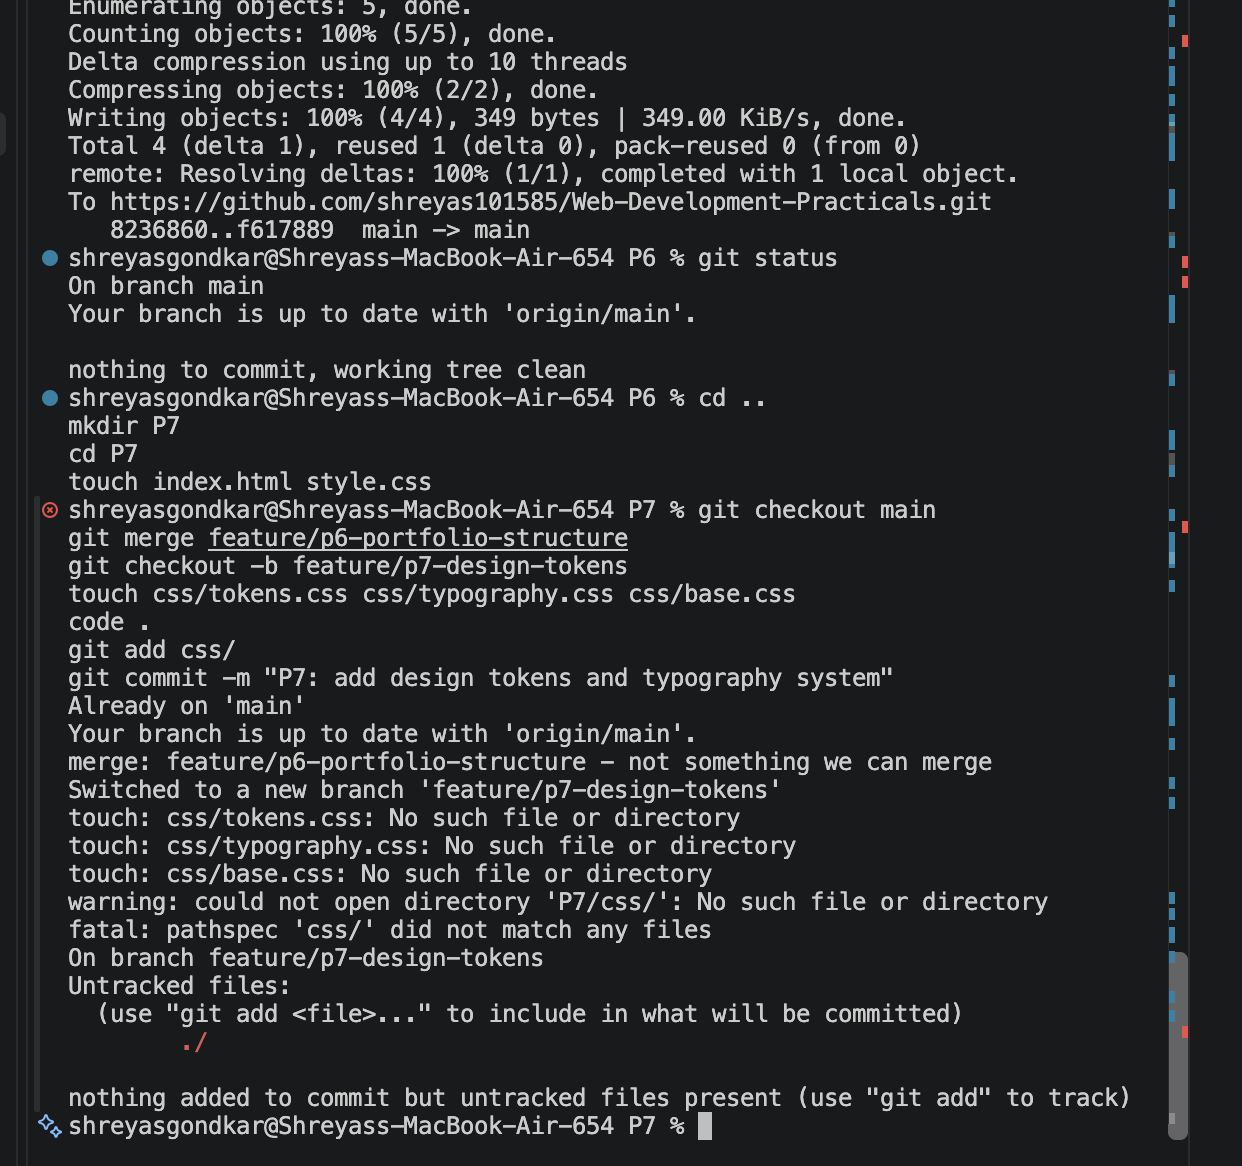 Enumerating objects: 5, done.
Counting objects: 100% (5/5), done.
Delta compression using up to 10 threads
Compressing objects: 100% (2/2), done.
Writing objects: 100% (4/4), 349 bytes | 349.00 KiB/s, done.
Total 4 (delta 1), reused 1 (delta 0), pack-reused 0 (from 0)
remote: Resolving deltas: 100% (1/1), completed with 1 local object.
To https://github.com/shreyas101585/Web-Development-Practicals.git
   8236860..f617889  main -> main
shreyasgondkar@Shreyass-MacBook-Air-654 P6 % git status
On branch main
Your branch is up to date with 'origin/main'.

nothing to commit, working tree clean
shreyasgondkar@Shreyass-MacBook-Air-654 P6 % cd ..
mkdir P7
cd P7
touch index.html style.css
shreyasgondkar@Shreyass-MacBook-Air-654 P7 % git checkout main
git merge feature/p6-portfolio-structure
git checkout -b feature/p7-design-tokens
touch css/tokens.css css/typography.css css/base.css
code .
git add css/
git commit -m "P7: add design tokens and typography system"
Already on 'main'
Your branch is up to date with 'origin/main'.
merge: feature/p6-portfolio-structure - not something we can merge
Switched to a new branch 'feature/p7-design-tokens'
touch: css/tokens.css: No such file or directory
touch: css/typography.css: No such file or directory
touch: css/base.css: No such file or directory
warning: could not open directory 'P7/css/': No such file or directory
fatal: pathspec 'css/' did not match any files
On branch feature/p7-design-tokens
Untracked files:
  (use "git add <file>..." to include in what will be committed)
        ./

nothing added to commit but untracked files present (use "git add" to track)
shreyasgondkar@Shreyass-MacBook-Air-654 P7 %